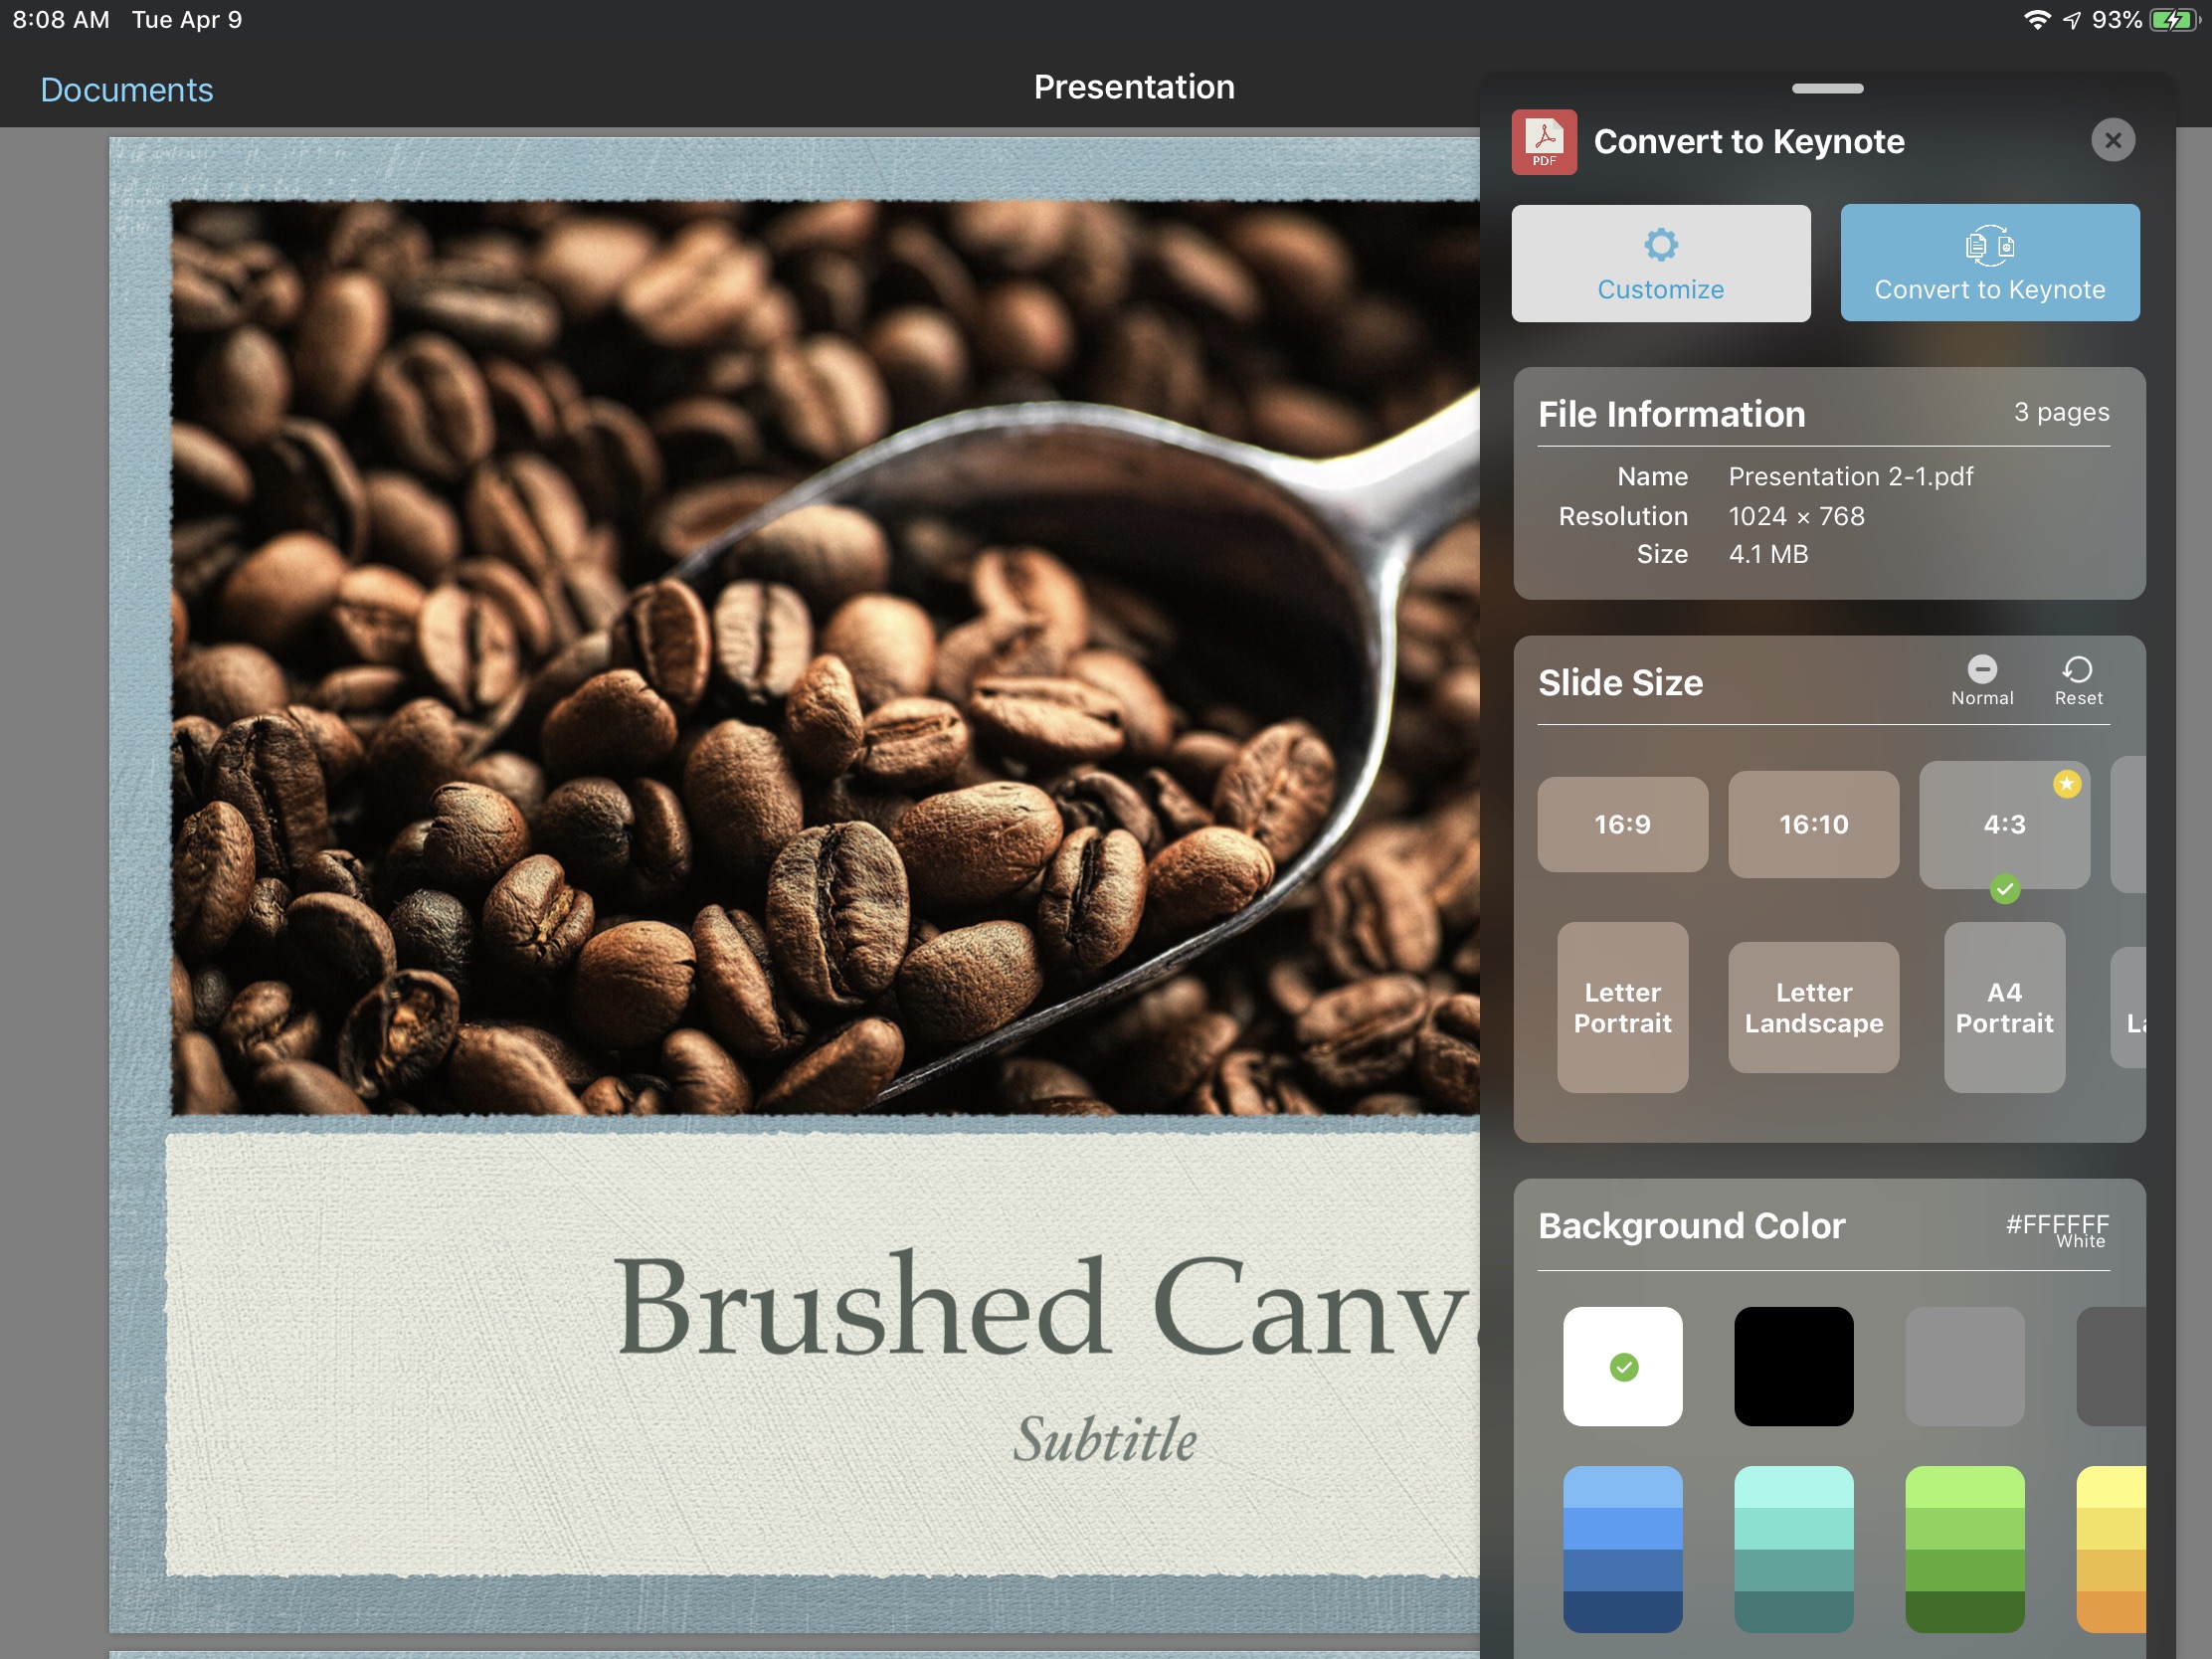 8:08 AM Tue Apr 9
93%
Documents
Presentation
PDF
Convert to Keynote
Customize
Convert to Keynote
File Information
3 pages
Name Presentation 2-1.pdf
Resolution 1024 × 768
Size 4.1 MB
Slide Size
Normal
Reset
16:9
16:10
4:3
Letter
Portrait
Letter
Landscape
A4
Portrait
Background Color
#FFFFFF
White
Brushed Canv
Subtitle